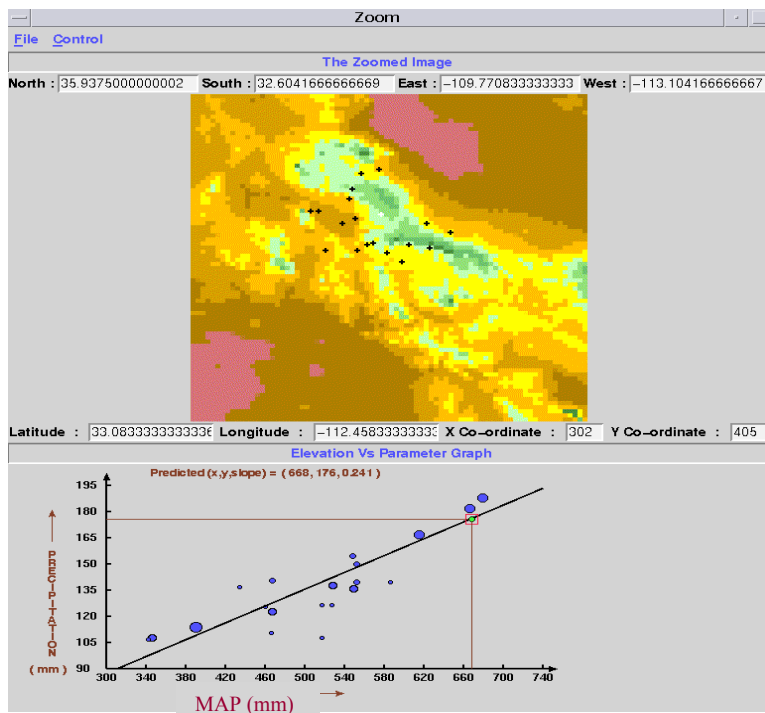 Zoom
File Control
The Zoomed Image
North : 35.9375000000002 South : 32.6041666666669 East : -109.770833333333 West : -113.104166666667
Latitude : 33.0833333333333 Longitude : -112.4583333333 X Co-ordinate : 302 Y Co-ordinate : 405
Elevation Vs Parameter Graph
Predicted (x,y,slope) = ( 668, 176, 0.241 )
195
180
165
150
135
120
105
90
PRECIPITATION
( mm )
300 340 380 420 460 500 540 580 620 660 700 740
MAP (mm)